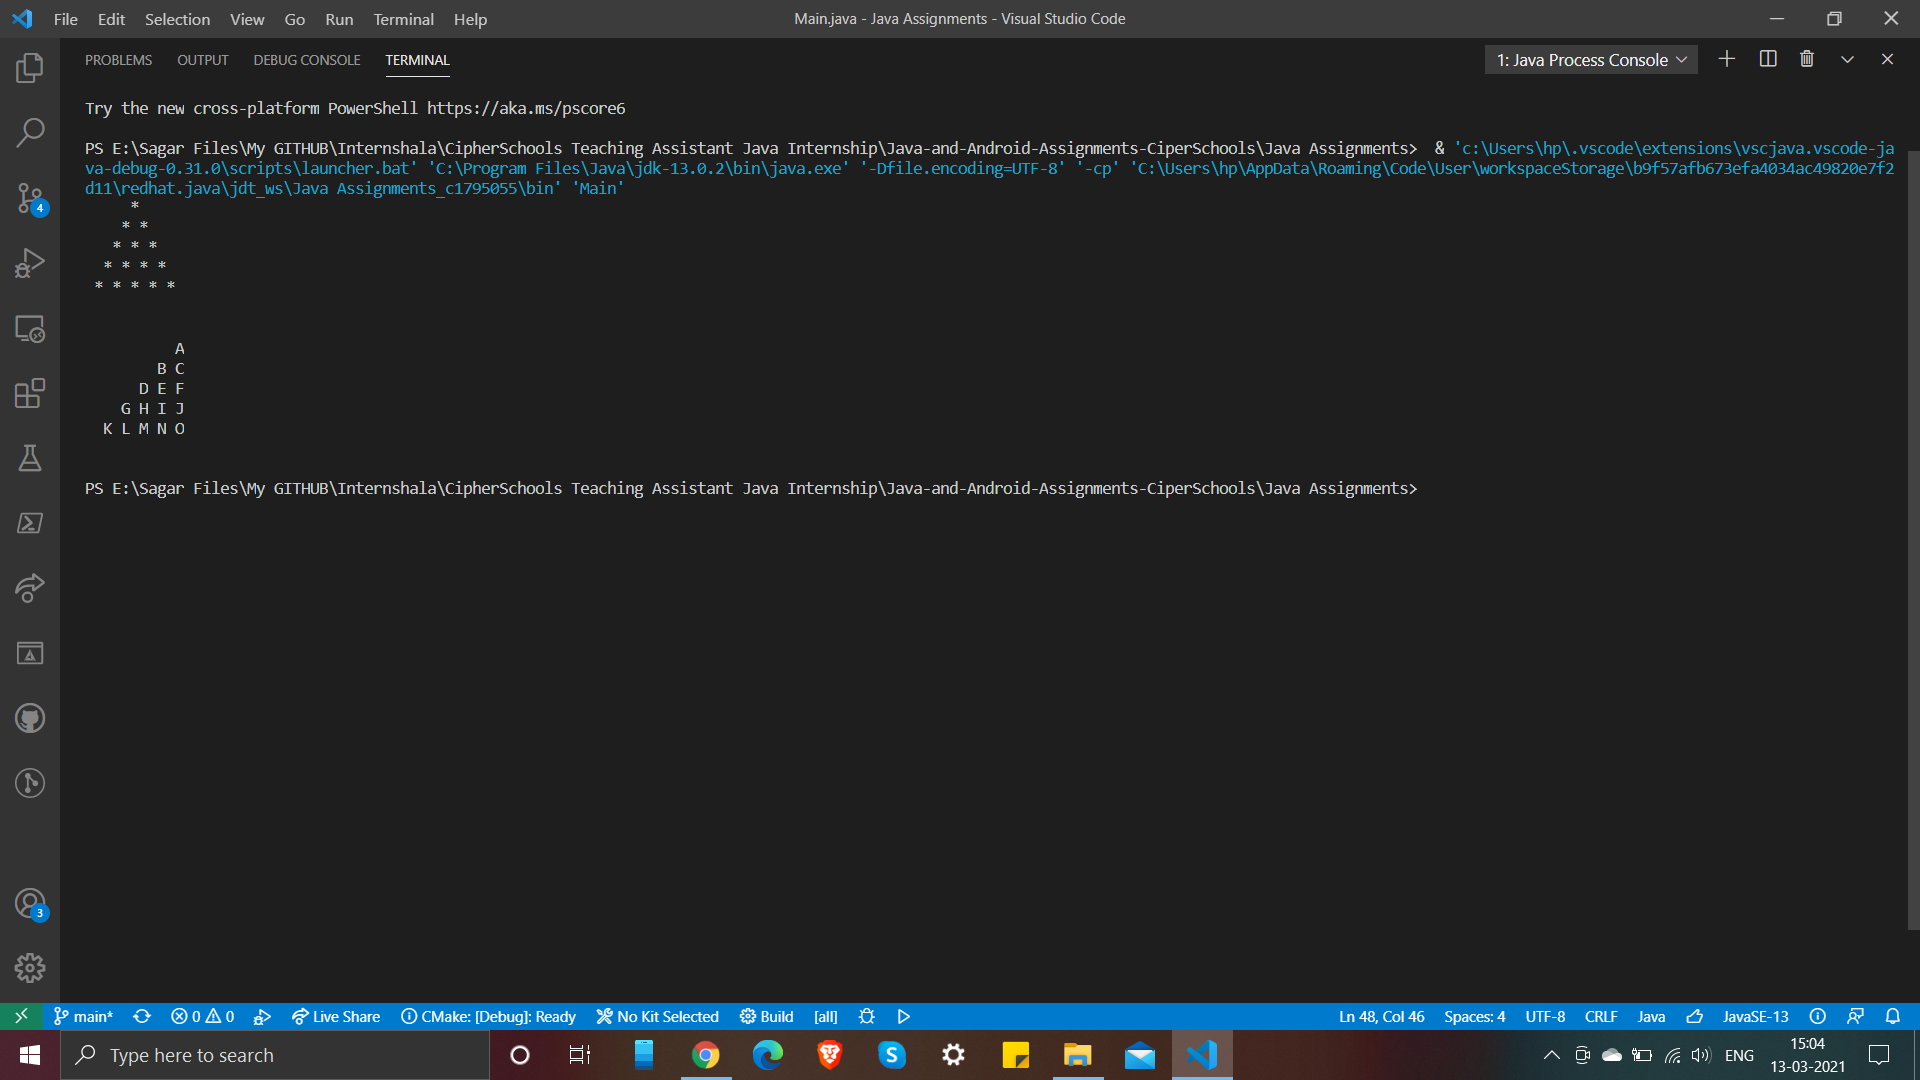 File Edit Selection View Go Run Terminal Help
Main.java - Java Assignments - Visual Studio Code
PROBLEMS OUTPUT DEBUG CONSOLE TERMINAL
1: Java Process Console
Try the new cross-platform PowerShell https://aka.ms/pscore6
PS E:\Sagar Files\My GITHUB\Internshala\CipherSchools Teaching Assistant Java Internship\Java-and-Android-Assignments-CiperSchools\Java Assignments>  & 'c:\Users\hp\.vscode\extensions\vscjava.vscode-ja
va-debug-0.31.0\scripts\launcher.bat' 'C:\Program Files\Java\jdk-13.0.2\bin\java.exe' '-Dfile.encoding=UTF-8' '-cp' 'C:\Users\hp\AppData\Roaming\Code\User\workspaceStorage\b9f57afb673efa4034ac49820e7f2
d11\redhat.java\jdt_ws\Java Assignments_c1795055\bin' 'Main'
*
* *
* * *
* * * *
* * * * *
A
B C
D E F
G H I J
K L M N O
PS E:\Sagar Files\My GITHUB\Internshala\CipherSchools Teaching Assistant Java Internship\Java-and-Android-Assignments-CiperSchools\Java Assignments>
4
3
main* 0 0 Live Share CMake: [Debug]: Ready No Kit Selected Build [all] Ln 48, Col 46 Spaces: 4 UTF-8 CRLF Java JavaSE-13
Type here to search
ENG
15:04
13-03-2021